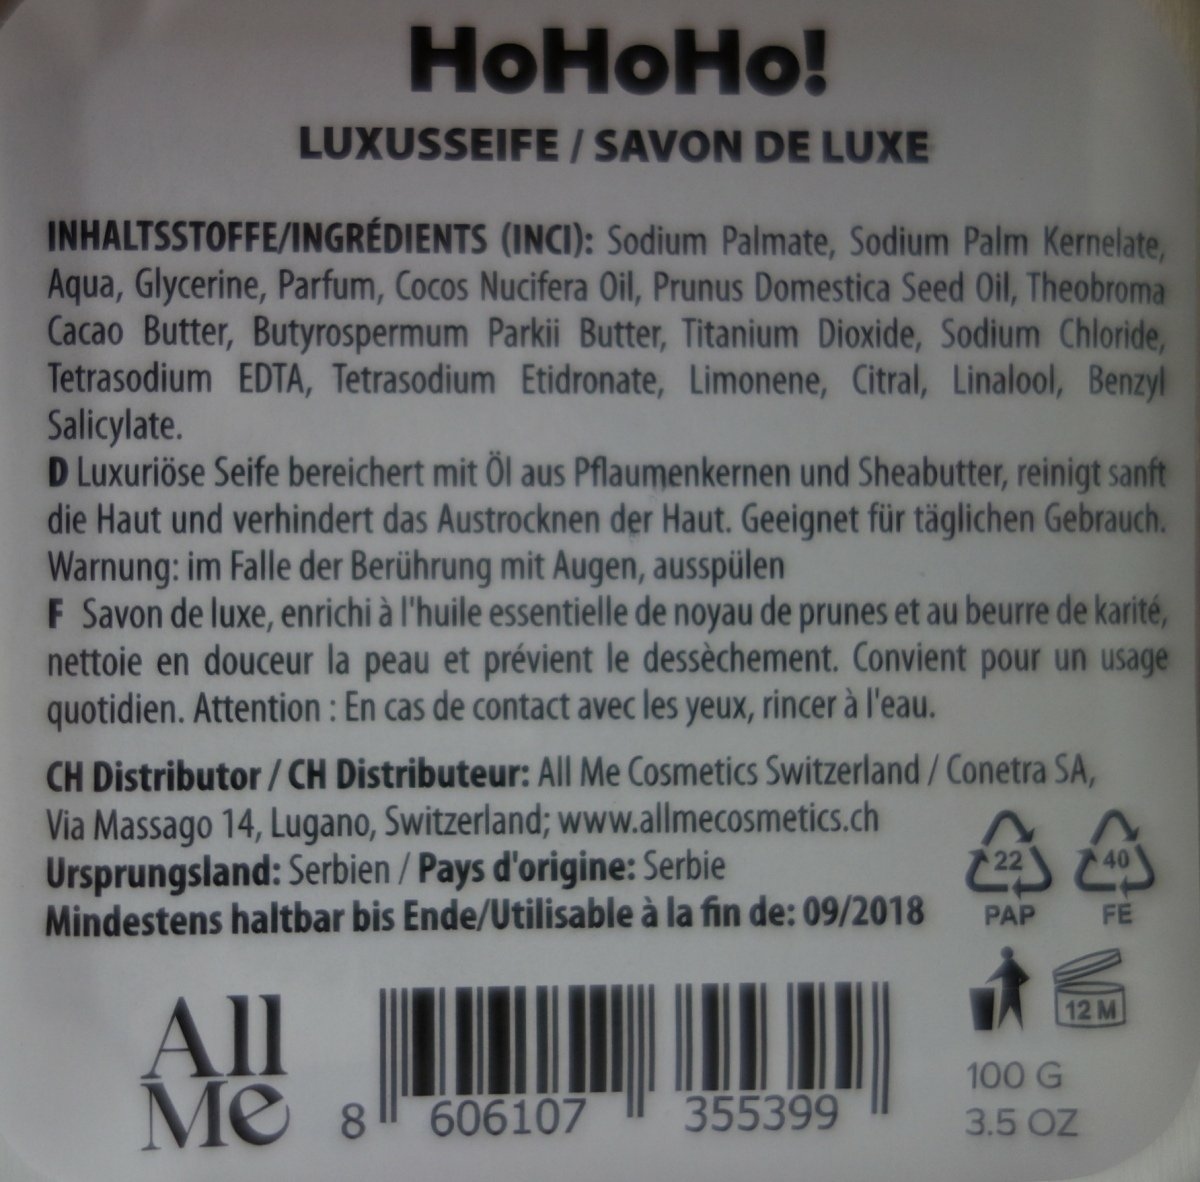 HoHoHo!
LUXUSSEIFE / SAVON DE LUXE
INHALTSSTOFFE/INGRÉDIENTS (INCI): Sodium Palmate, Sodium Palm Kernelate,
Aqua, Glycerine, Parfum, Cocos Nucifera Oil, Prunus Domestica Seed Oil, Theobroma
Cacao Butter, Butyrospermum Parkii Butter, Titanium Dioxide, Sodium Chloride,
Tetrasodium EDTA, Tetrasodium Etidronate, Limonene, Citral, Linalool, Benzyl
Salicylate.
D Luxuriöse Seife bereichert mit Öl aus Pflaumenkernen und Sheabutter, reinigt sanft
die Haut und verhindert das Austrocknen der Haut. Geeignet für täglichen Gebrauch.
Warnung: im Falle der Berührung mit Augen, ausspülen
F Savon de luxe, enrichi à l'huile essentielle de noyau de prunes et au beurre de karité,
nettoie en douceur la peau et prévient le dessèchement. Convient pour un usage
quotidien. Attention : En cas de contact avec les yeux, rincer à l'eau.
CH Distributor / CH Distributeur: All Me Cosmetics Switzerland / Conetra SA,
Via Massago 14, Lugano, Switzerland; www.allmecosmetics.ch
Ursprungsland: Serbien / Pays d'origine: Serbie
Mindestens haltbar bis Ende/Utilisable à la fin de: 09/2018
22 40
PAP FE
12 M
All
Me
8 606107 355399
100 G
3.5 OZ